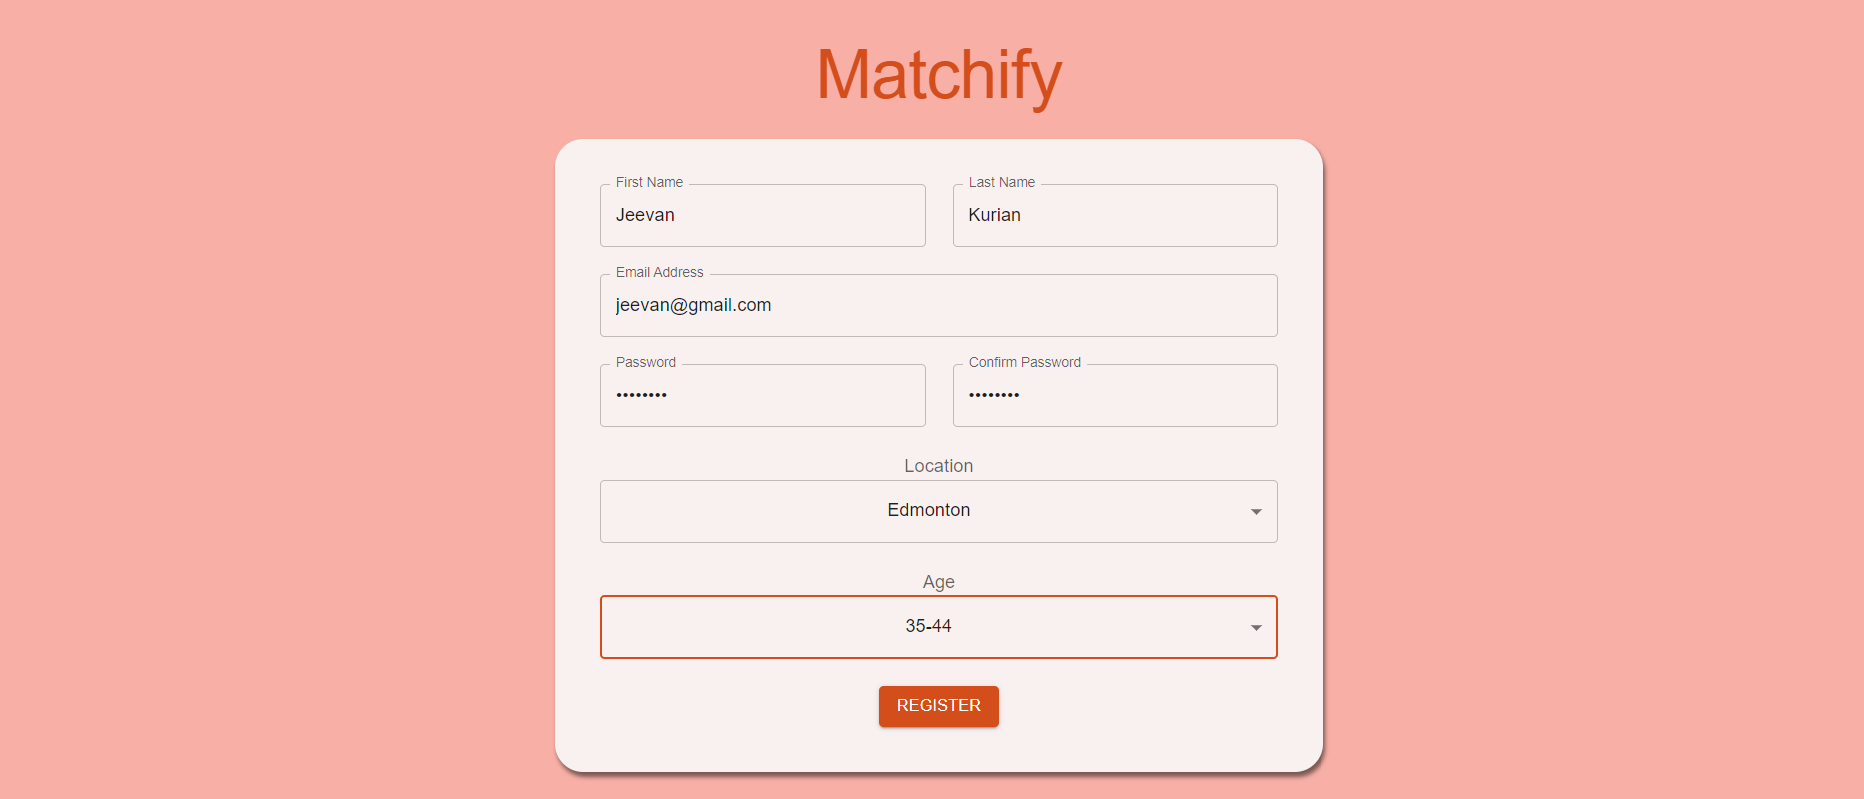 Matchify
First Name
Last Name
Jeevan
Kurian
Email Address
jeevan@gmail.com
Password
Confirm Password
••••••••
••••••••
Location
Edmonton
Age
35-44
REGISTER